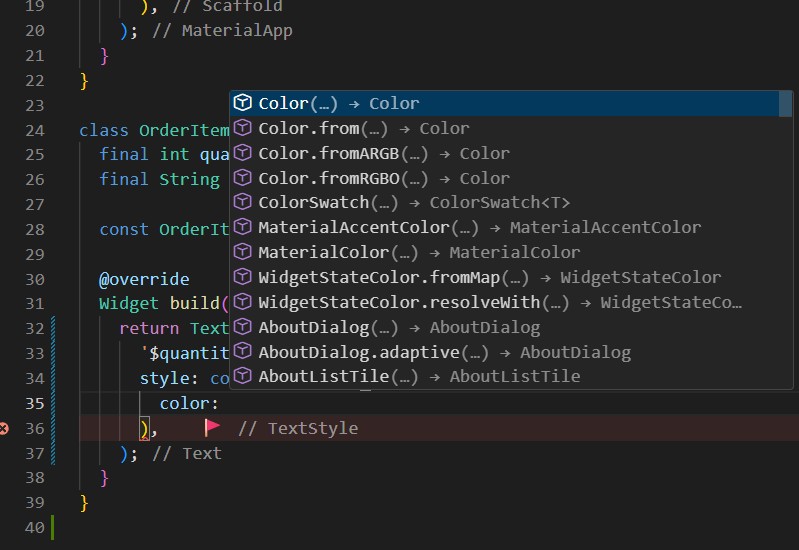 19 ), // Scaffold
20 ); // MaterialApp
21 }
22 }
23
24 class OrderItem
25 final int qua
26 final String
27
28 const OrderIt
29
30 @override
31 Widget build(
32 return Text
33 '$quantit
34 style: co
35 color:
36 ), // TextStyle
37 ); // Text
38 }
39 }
40
Color(…) → Color
Color.from(…) → Color
Color.fromARGB(…) → Color
Color.fromRGBO(…) → Color
ColorSwatch(…) → ColorSwatch<T>
MaterialAccentColor(…) → MaterialAccentColor
MaterialColor(…) → MaterialColor
WidgetStateColor.fromMap(…) → WidgetStateColor
WidgetStateColor.resolveWith(…) → WidgetStateCo…
AboutDialog(…) → AboutDialog
AboutDialog.adaptive(…) → AboutDialog
AboutListTile(…) → AboutListTile